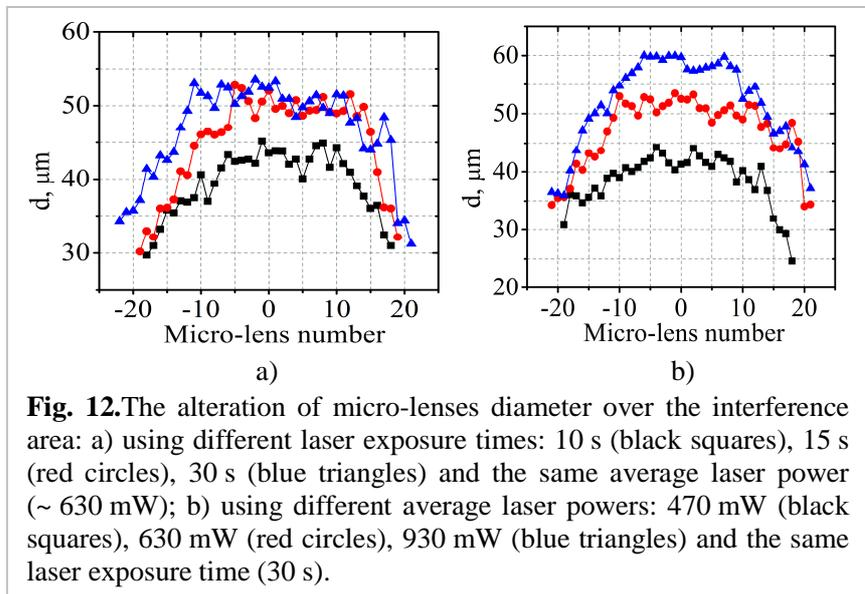 60
50
40
30
d, μm
-20 -10 0 10 20
Micro-lens number
a)
60
50
40
30
20
d, μm
-20 -10 0 10 20
Micro-lens number
b)
Fig. 12.The alteration of micro-lenses diameter over the interference
area: a) using different laser exposure times: 10 s (black squares), 15 s
(red circles), 30 s (blue triangles) and the same average laser power
(~ 630 mW); b) using different average laser powers: 470 mW (black
squares), 630 mW (red circles), 930 mW (blue triangles) and the same
laser exposure time (30 s).